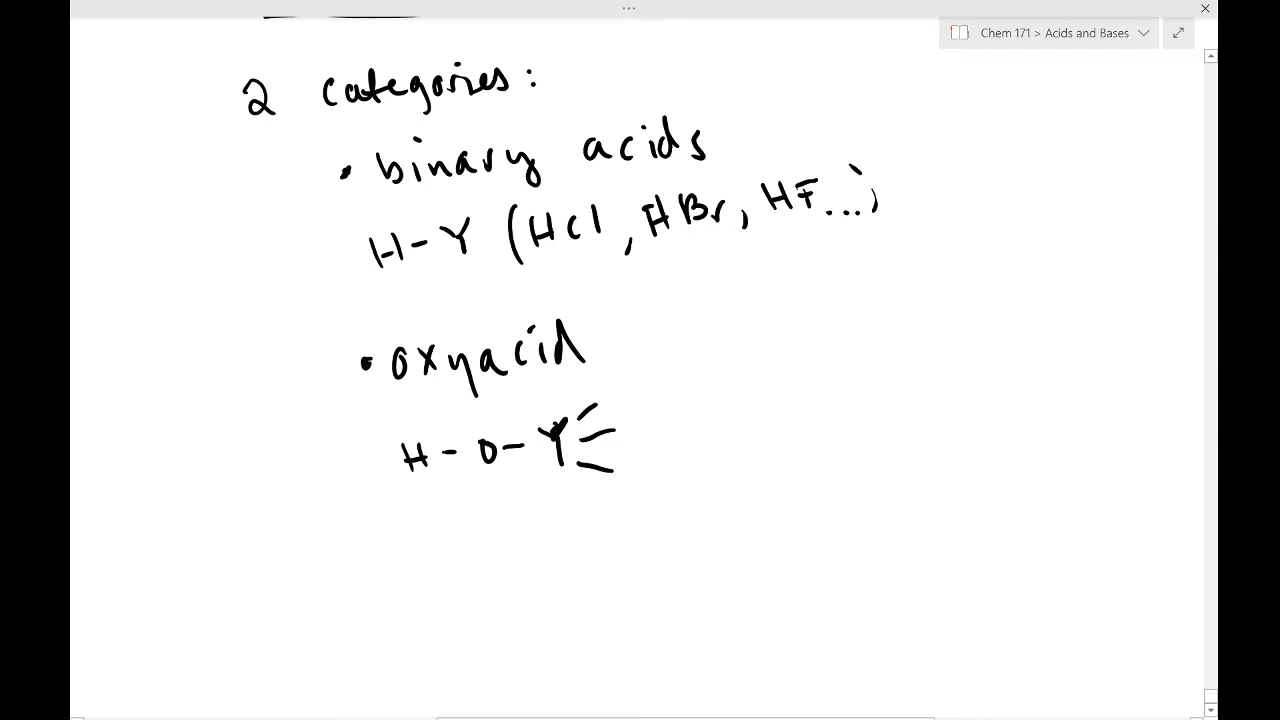 Chem 171 > Acids and Bases
2 categories:
• binary acids
H-Y (HCl, HBr, HF...)
• oxyacid
H-O-Y